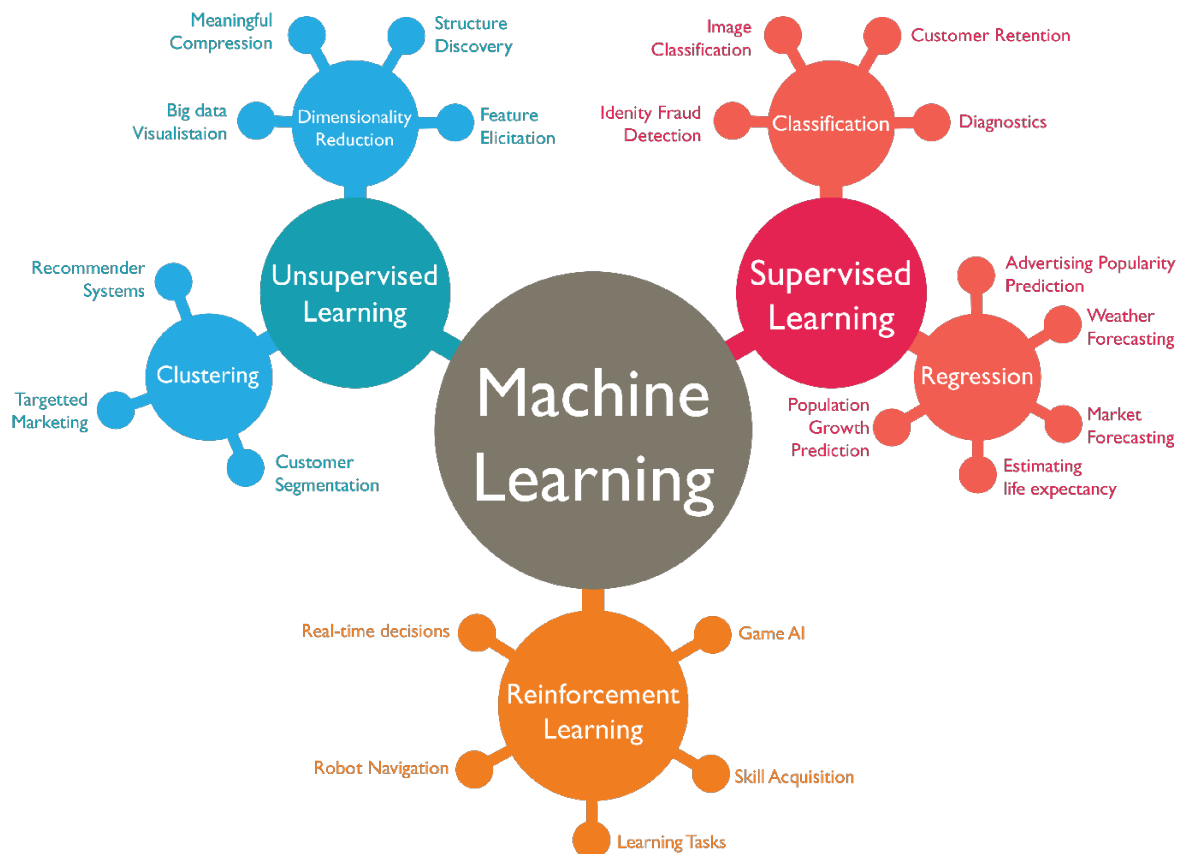 Meaningful
Compression
Structure
Discovery
Big data
Visualistaion
Dimensionality
Reduction
Feature
Elicitation
Image
Classification
Customer Retention
Idenity Fraud
Detection
Classification
Diagnostics
Unsupervised
Learning
Recommender
Systems
Clustering
Targetted
Marketing
Customer
Segmentation
Supervised
Learning
Advertising Popularity
Prediction
Weather
Forecasting
Regression
Population
Growth
Prediction
Market
Forecasting
Estimating
life expectancy
Machine
Learning
Real-time decisions
Game AI
Reinforcement
Learning
Robot Navigation
Skill Acquisition
Learning Tasks